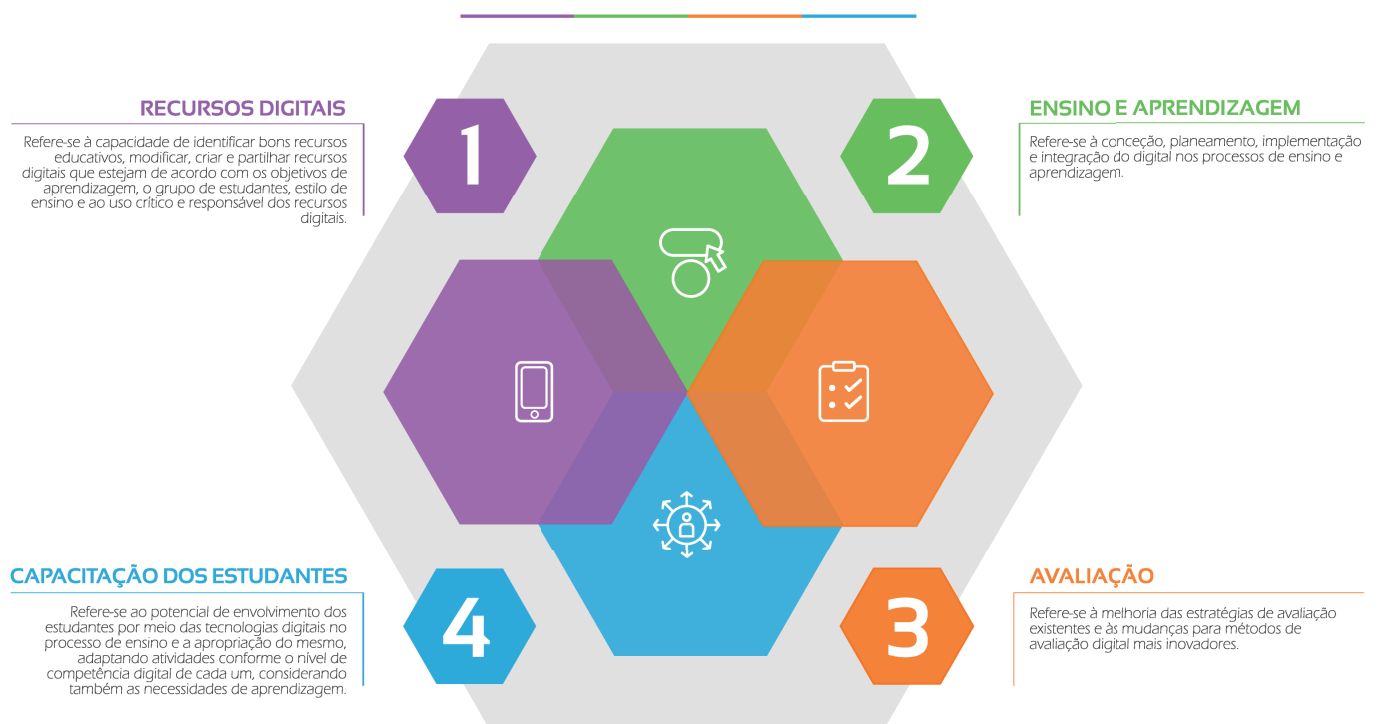 RECURSOS DIGITAIS
Refere-se à capacidade de identificar bons recursos
educativos, modificar, criar e partilhar recursos
digitais que estejam de acordo com os objetivos de
aprendizagem, o grupo de estudantes, estilo de
ensino e ao uso crítico e responsável dos recursos
digitais.
1
2
ENSINO E APRENDIZAGEM
Refere-se à conceção, planeamento, implementação
e integração do digital nos processos de ensino e
aprendizagem.
CAPACITAÇÃO DOS ESTUDANTES
Refere-se ao potencial de envolvimento dos
estudantes por meio das tecnologias digitais no
processo de ensino e a apropriação do mesmo,
adaptando atividades conforme o nível de
competência digital de cada um, considerando
também as necessidades de aprendizagem.
4
3
AVALIAÇÃO
Refere-se à melhoria das estratégias de avaliação
existentes e às mudanças para métodos de
avaliação digital mais inovadores.